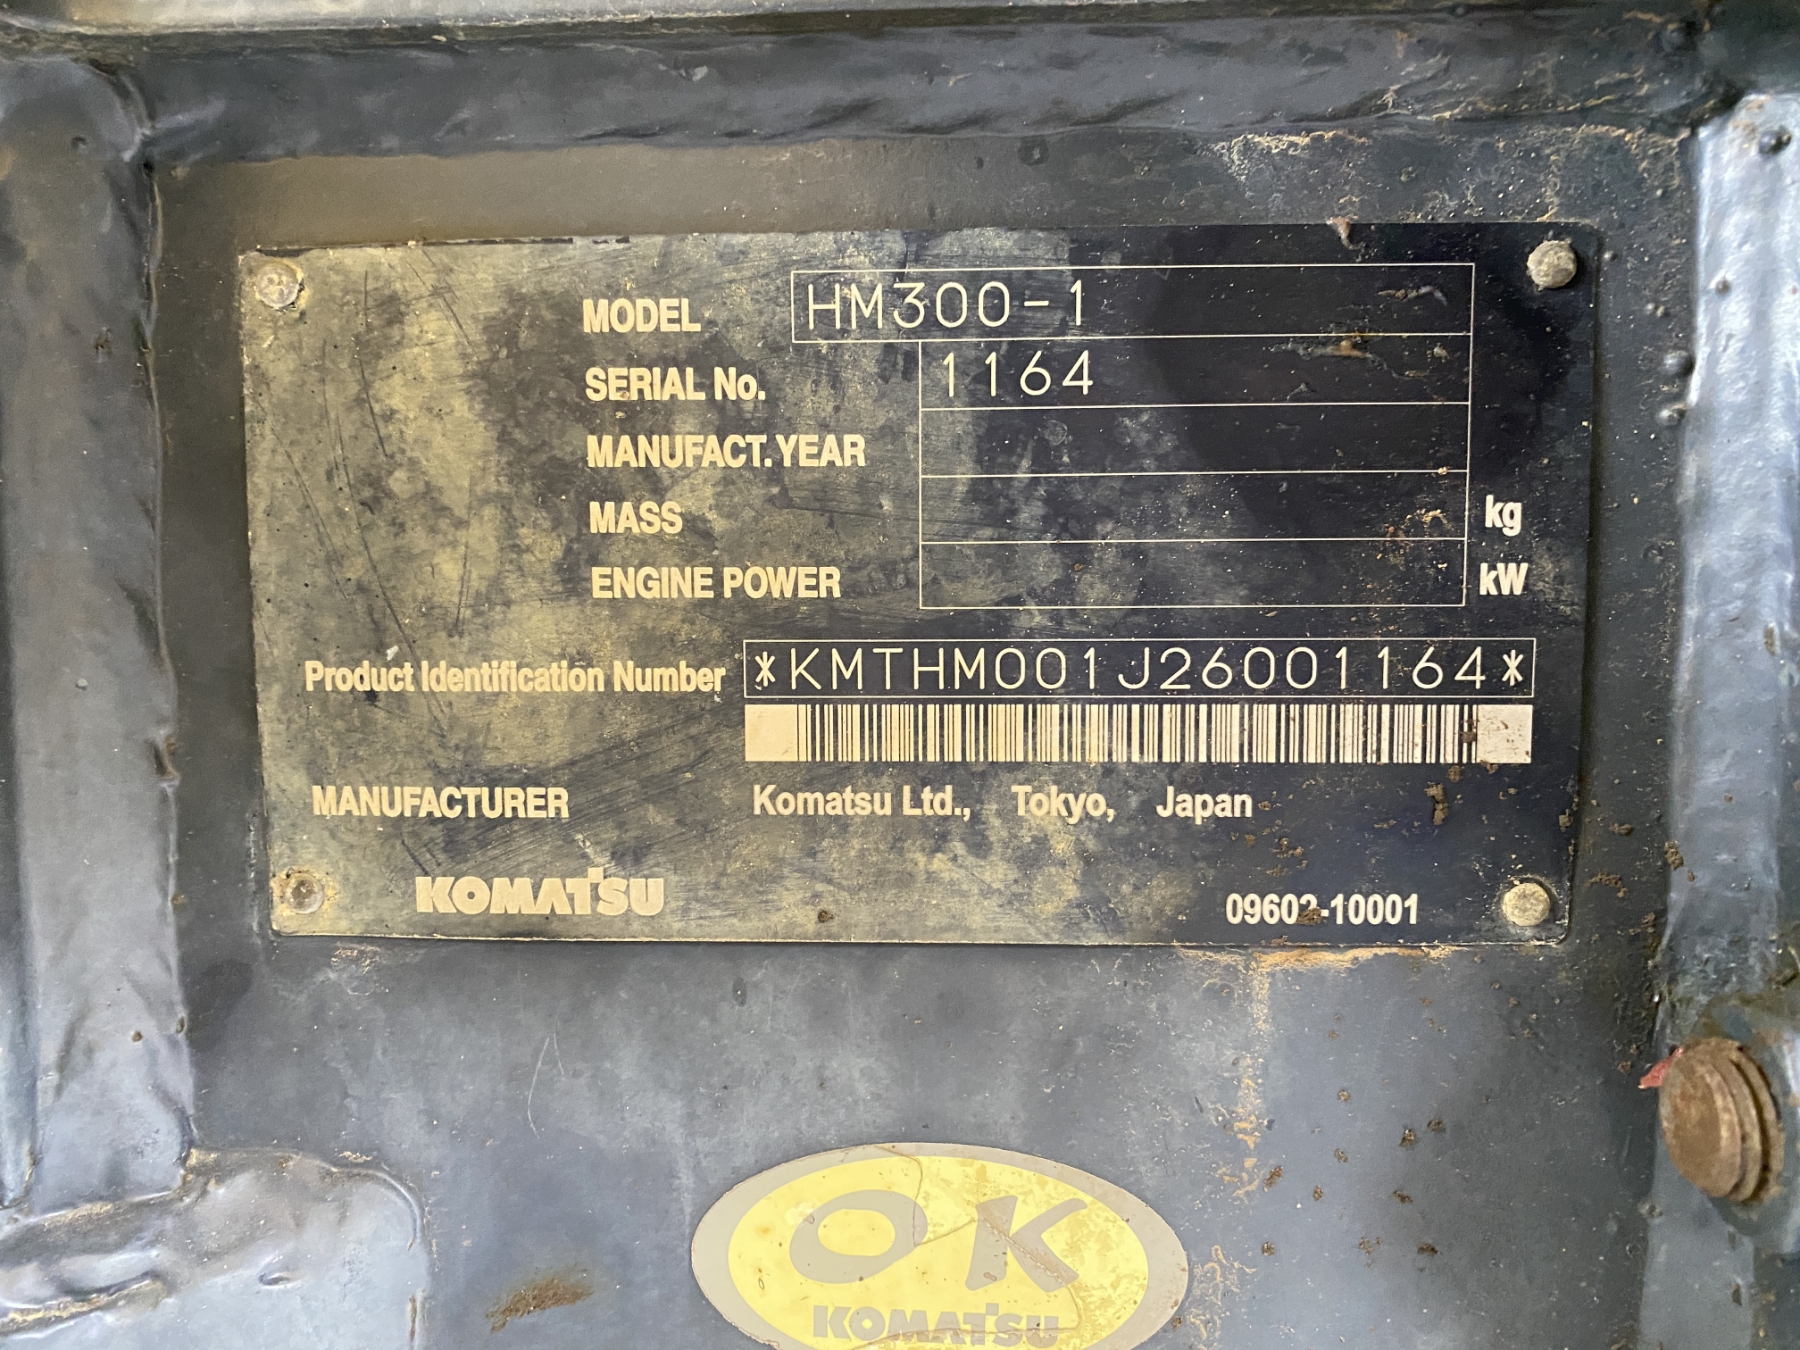 MODEL HM300-1
SERIAL No. 1164
MANUFACT. YEAR
MASS kg
ENGINE POWER kW
Product Identification Number *KMTHM001J26001164*
MANUFACTURER Komatsu Ltd., Tokyo, Japan
KOMATSU 09602-10001
OK
KOMATSU